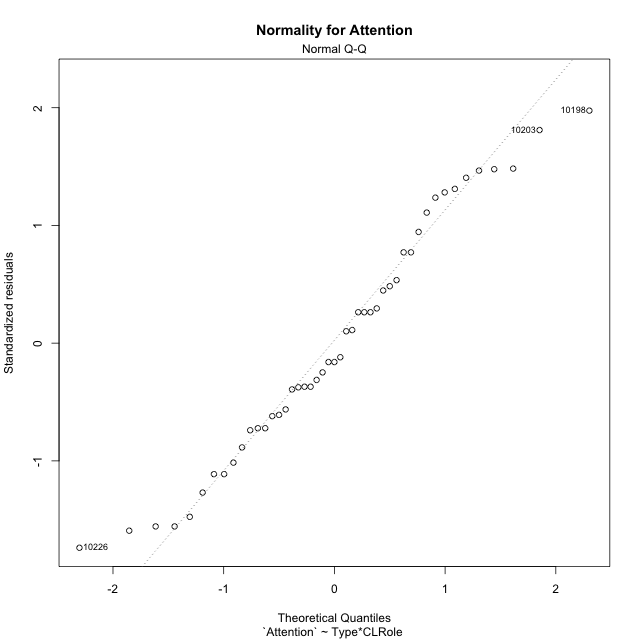 Normality for Attention
Normal Q-Q
2
1
0
-1
Standardized residuals
10198
10203
10226
-2 -1 0 1 2
Theoretical Quantiles
`Attention` ~ Type*CLRole